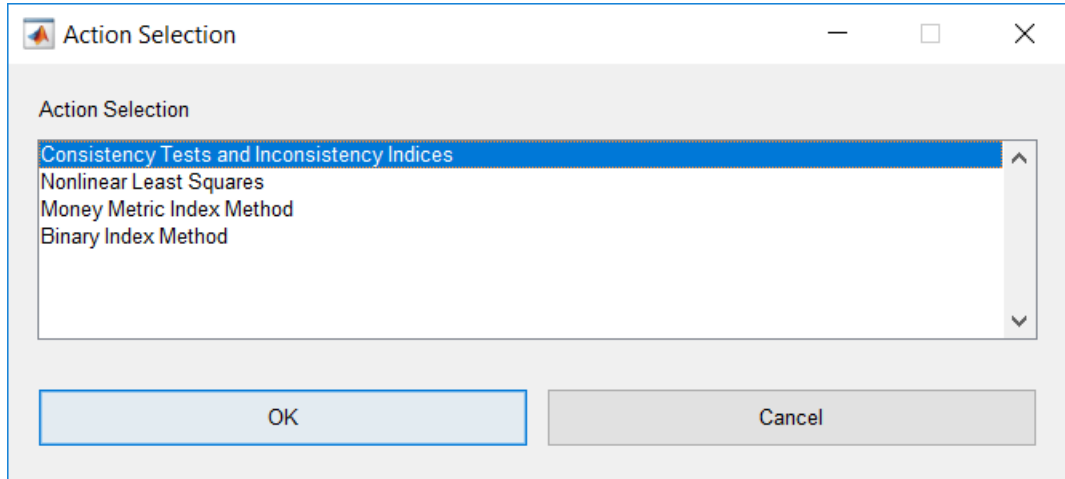 Action Selection
Action Selection
Consistency Tests and Inconsistency Indices
Nonlinear Least Squares
Money Metric Index Method
Binary Index Method
OK
Cancel